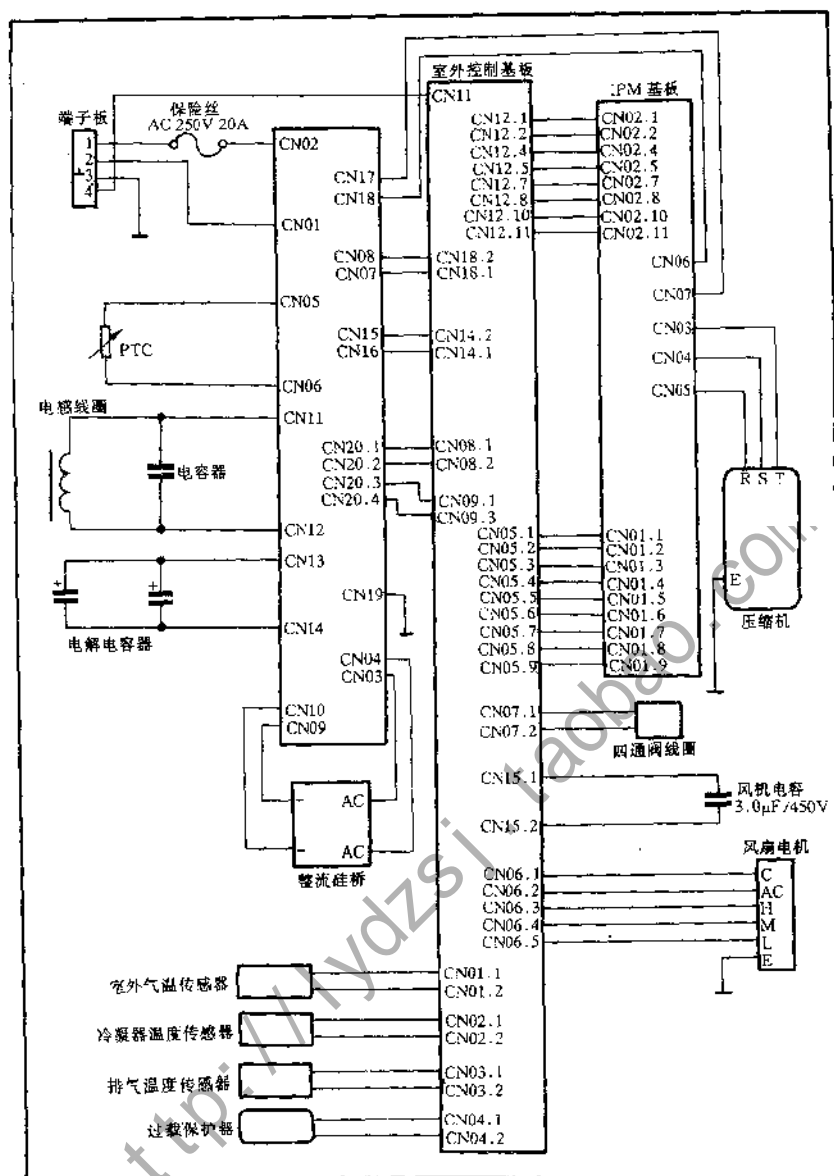 室外控制基板
IPM 基板
CN11
保险丝
AC 250V 20A
端子板
1
2
3
4
CN02
CN01
CN17
CN18
CN08
CN07
CN05
CN15
CN16
PTC
CN06
电感线圈
CN11
电容器
CN20.1
CN20.2
CN20.3
CN20.4
CN12
CN13
CN19
CN14
电解电容器
CN04
CN03
CN10
CN09
AC
AC
整流硅桥
CN12.1
CN12.2
CN12.4
CN12.5
CN12.7
CN12.8
CN12.10
CN12.11
CN18.2
CN18.1
CN14.2
CN14.1
CN08.1
CN08.2
CN09.1
CN09.3
CN05.1
CN05.2
CN05.3
CN05.4
CN05.5
CN05.6
CN05.7
CN05.8
CN05.9
CN02.1
CN02.2
CN02.4
CN02.5
CN02.7
CN02.8
CN02.10
CN02.11
CN06
CN07
CN03
CN04
CN05
CN01.1
CN01.2
CN01.3
CN01.4
CN01.5
CN01.6
CN01.7
CN01.8
CN01.9
R S T
E
压缩机
CN07.1
CN07.2
四通阀线圈
CN15.1
CN15.2
风机电容
3.0μF/450V
风扇电机
CN06.1
CN06.2
CN06.3
CN06.4
CN06.5
C
AC
H
M
L
E
室外气温传感器
CN01.1
CN01.2
冷凝器温度传感器
CN02.1
CN02.2
排气温度传感器
CN03.1
CN03.2
过载保护器
CN04.1
CN04.2
ttp://lydzsj.taobao.com